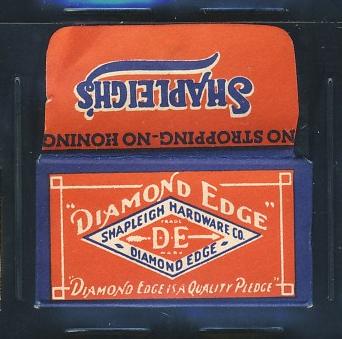 SHAPLEIGH'S
NO STROPPING-NO HONING
"DIAMOND EDGE"
SHAPLEIGH HARDWARE CO.
TRADE
D-E
MARK
DIAMOND EDGE
"DIAMOND EDGE IS A QUALITY PLEDGE"